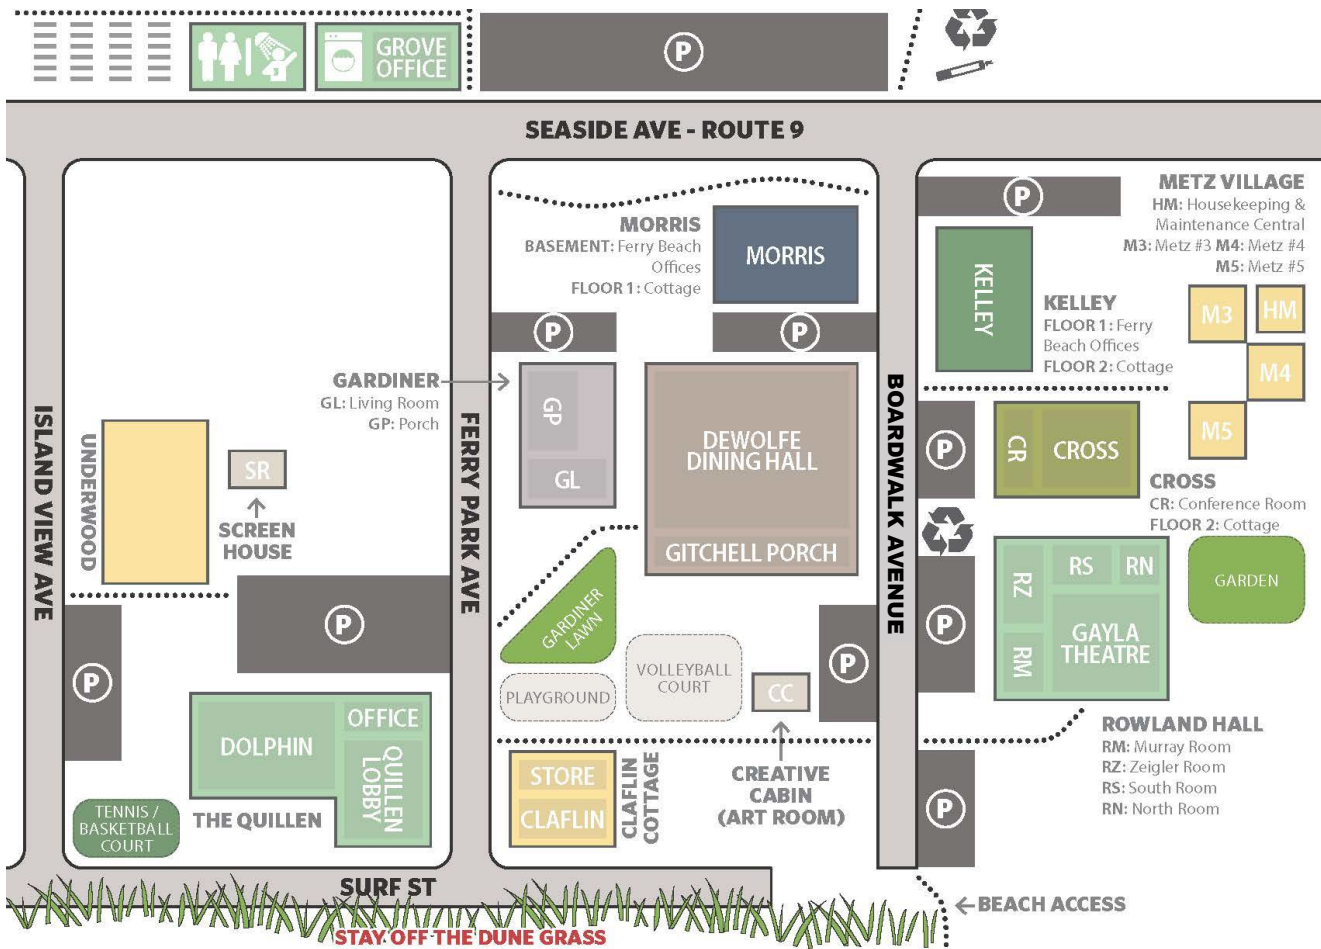 GROVE
OFFICE
P
SEASIDE AVE - ROUTE 9
MORRIS
BASEMENT: Ferry Beach
Offices
FLOOR 1: Cottage
MORRIS
P
METZ VILLAGE
HM: Housekeeping &
Maintenance Central
M3: Metz #3 M4: Metz #4
M5: Metz #5
KELLEY
KELLEY
FLOOR 1: Ferry
Beach Offices
FLOOR 2: Cottage
M3
HM
M4
M5
P
P
GARDINER
GL: Living Room
GP: Porch
GP
GL
DEWOLFE
DINING HALL
GITCHELL PORCH
BOARDWALK AVENUE
P
CR
CROSS
CROSS
CR: Conference Room
FLOOR 2: Cottage
ISLAND VIEW AVE
UNDERWOOD
SR
SCREEN
HOUSE
FERRY PARK AVE
P
P
GARDINER
LAWN
PLAYGROUND
VOLLEYBALL
COURT
CC
P
P
RZ
RS
RN
RM
GAYLA
THEATRE
GARDEN
ROWLAND HALL
RM: Murray Room
RZ: Zeigler Room
RS: South Room
RN: North Room
DOLPHIN
OFFICE
QUILLEN
LOBBY
THE QUILLEN
TENNIS /
BASKETBALL
COURT
STORE
CLAFLIN
CLAFLIN
COTTAGE
CREATIVE
CABIN
(ART ROOM)
P
SURF ST
BEACH ACCESS
STAY OFF THE DUNE GRASS